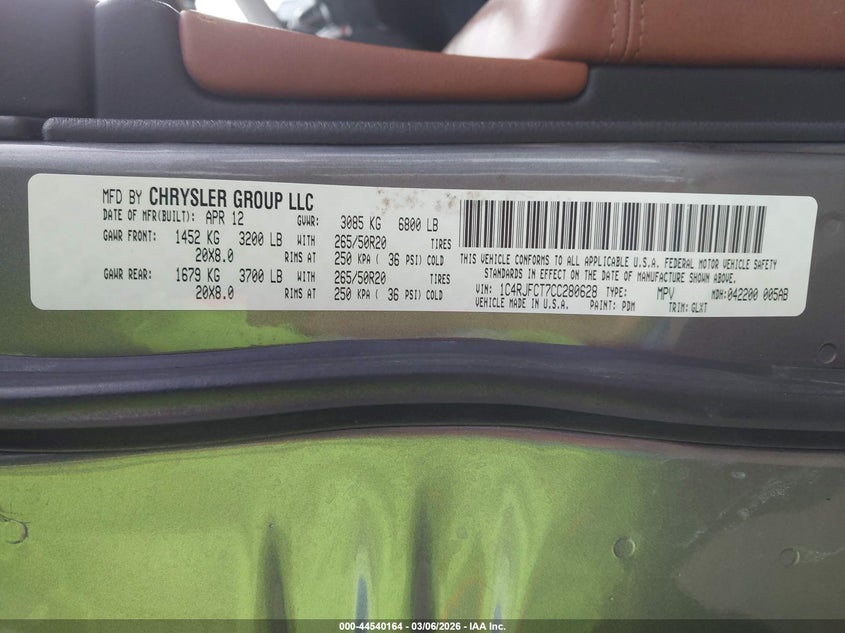 MFD BY CHRYSLER GROUP LLC
DATE OF MFR(BUILT): APR 12 GVWR: 3085 KG 6800 LB
GAWR FRONT: 1452 KG 3200 LB WITH 265/50R20 TIRES
20X8.0 RIMS AT 250 KPA ( 36 PSI) COLD
GAWR REAR: 1679 KG 3700 LB WITH 265/50R20 TIRES
20X8.0 RIMS AT 250 KPA ( 36 PSI) COLD
THIS VEHICLE CONFORMS TO ALL APPLICABLE U.S.A. FEDERAL MOTOR VEHICLE SAFETY
STANDARDS IN EFFECT ON THE DATE OF MANUFACTURE SHOWN ABOVE.
VIN: 1C4RJFCT7CC280628 TYPE: MPV MDH: 042200 005AB
VEHICLE MADE IN U.S.A. PAINT: PDM TRIM: GLXT
000-44540164 - 03/06/2026 - IAA Inc.